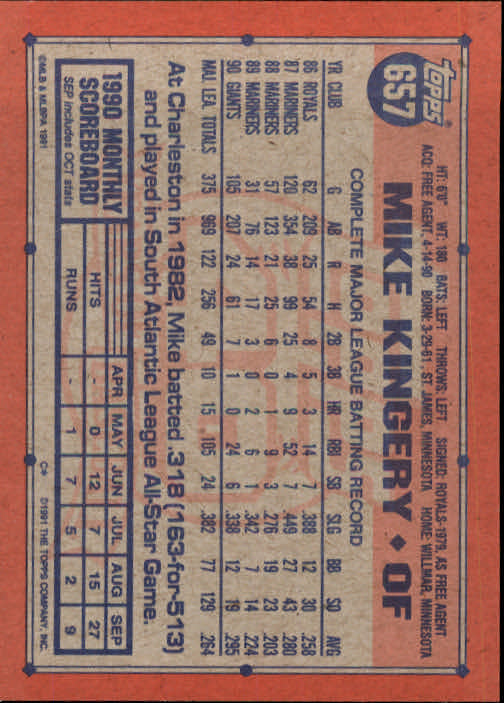 TOPPS®
657
HT: 6'0" WT: 180 BATS: LEFT THROWS: LEFT SIGNED: ROYALS-1979, AS FREE AGENT
ACQ: FREE AGENT, 4-14-90 BORN: 3-29-61, ST. JAMES, MINNESOTA HOME: WILLMAR, MINNESOTA
MIKE KINGERY ♦ OF
COMPLETE MAJOR LEAGUE BATTING RECORD
YR CLUB G AB R H 2B 3B HR RBI SB SLG BB SO AVG
86 ROYALS 62 209 25 54 8 5 3 14 7 .388 12 30 .258
87 MARINERS 120 354 38 99 25 4 9 52 7 .449 27 43 .280
88 MARINERS 57 123 21 25 6 0 1 9 3 .276 19 23 .203
89 MARINERS 31 76 14 17 3 0 2 6 1 .342 7 14 .224
90 GIANTS 105 207 24 61 7 1 0 24 6 .338 12 19 .295
MAJ. LEA. TOTALS 375 969 122 256 49 10 15 105 24 .382 77 129 .264
At Charleston in 1982, Mike batted .318 (163-for-513)
and played in South Atlantic League All-Star Game.
1990 MONTHLY
SCOREBOARD
SEP includes OCT stats
APR MAY JUN JUL AUG SEP
HITS - 0 12 7 15 27
RUNS - 1 7 5 2 9
©MLB & MLBPA 1991
C* ©1991 THE TOPPS COMPANY, INC.